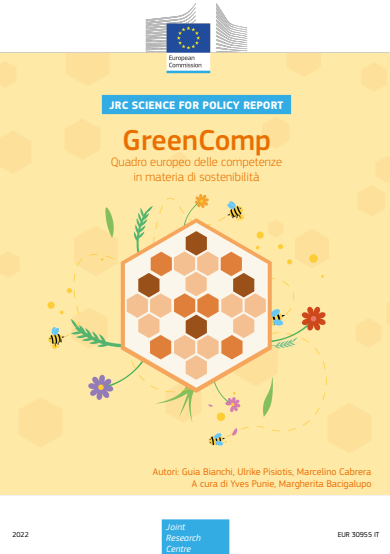 European
Commission
JRC SCIENCE FOR POLICY REPORT
GreenComp
Quadro europeo delle competenze
in materia di sostenibilità
Autori: Guia Bianchi, Ulrike Pisiotis, Marcelino Cabrera
A cura di Yves Punie, Margherita Bacigalupo
Joint
Research
Centre
2022
EUR 30955 IT